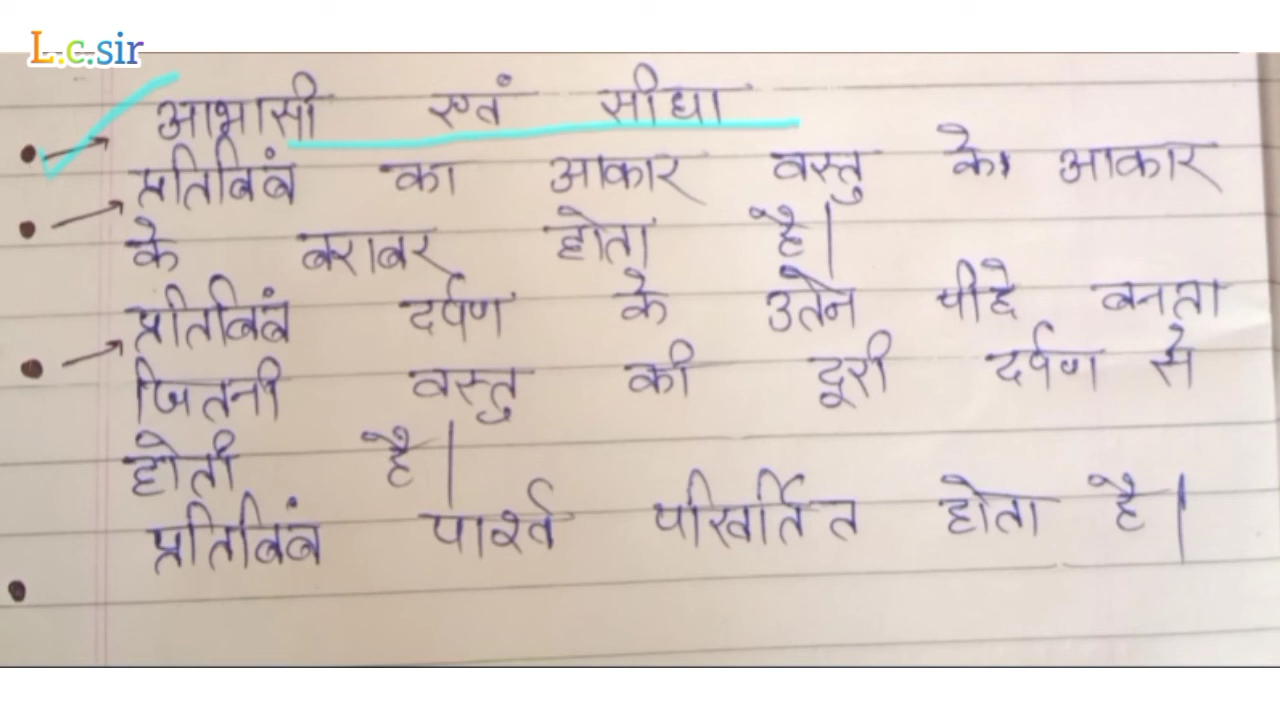 L.c.sir
आभासी एवं सीधा
प्रतिबिंब का आकार वस्तु के आकार
के बराबर होता है|
प्रतिबिंब दर्पण के उतने पीछे बनता
जितनी वस्तु की दूरी दर्पण से
होती है|
प्रतिबिंब पार्श्व परिवर्तित होता है|